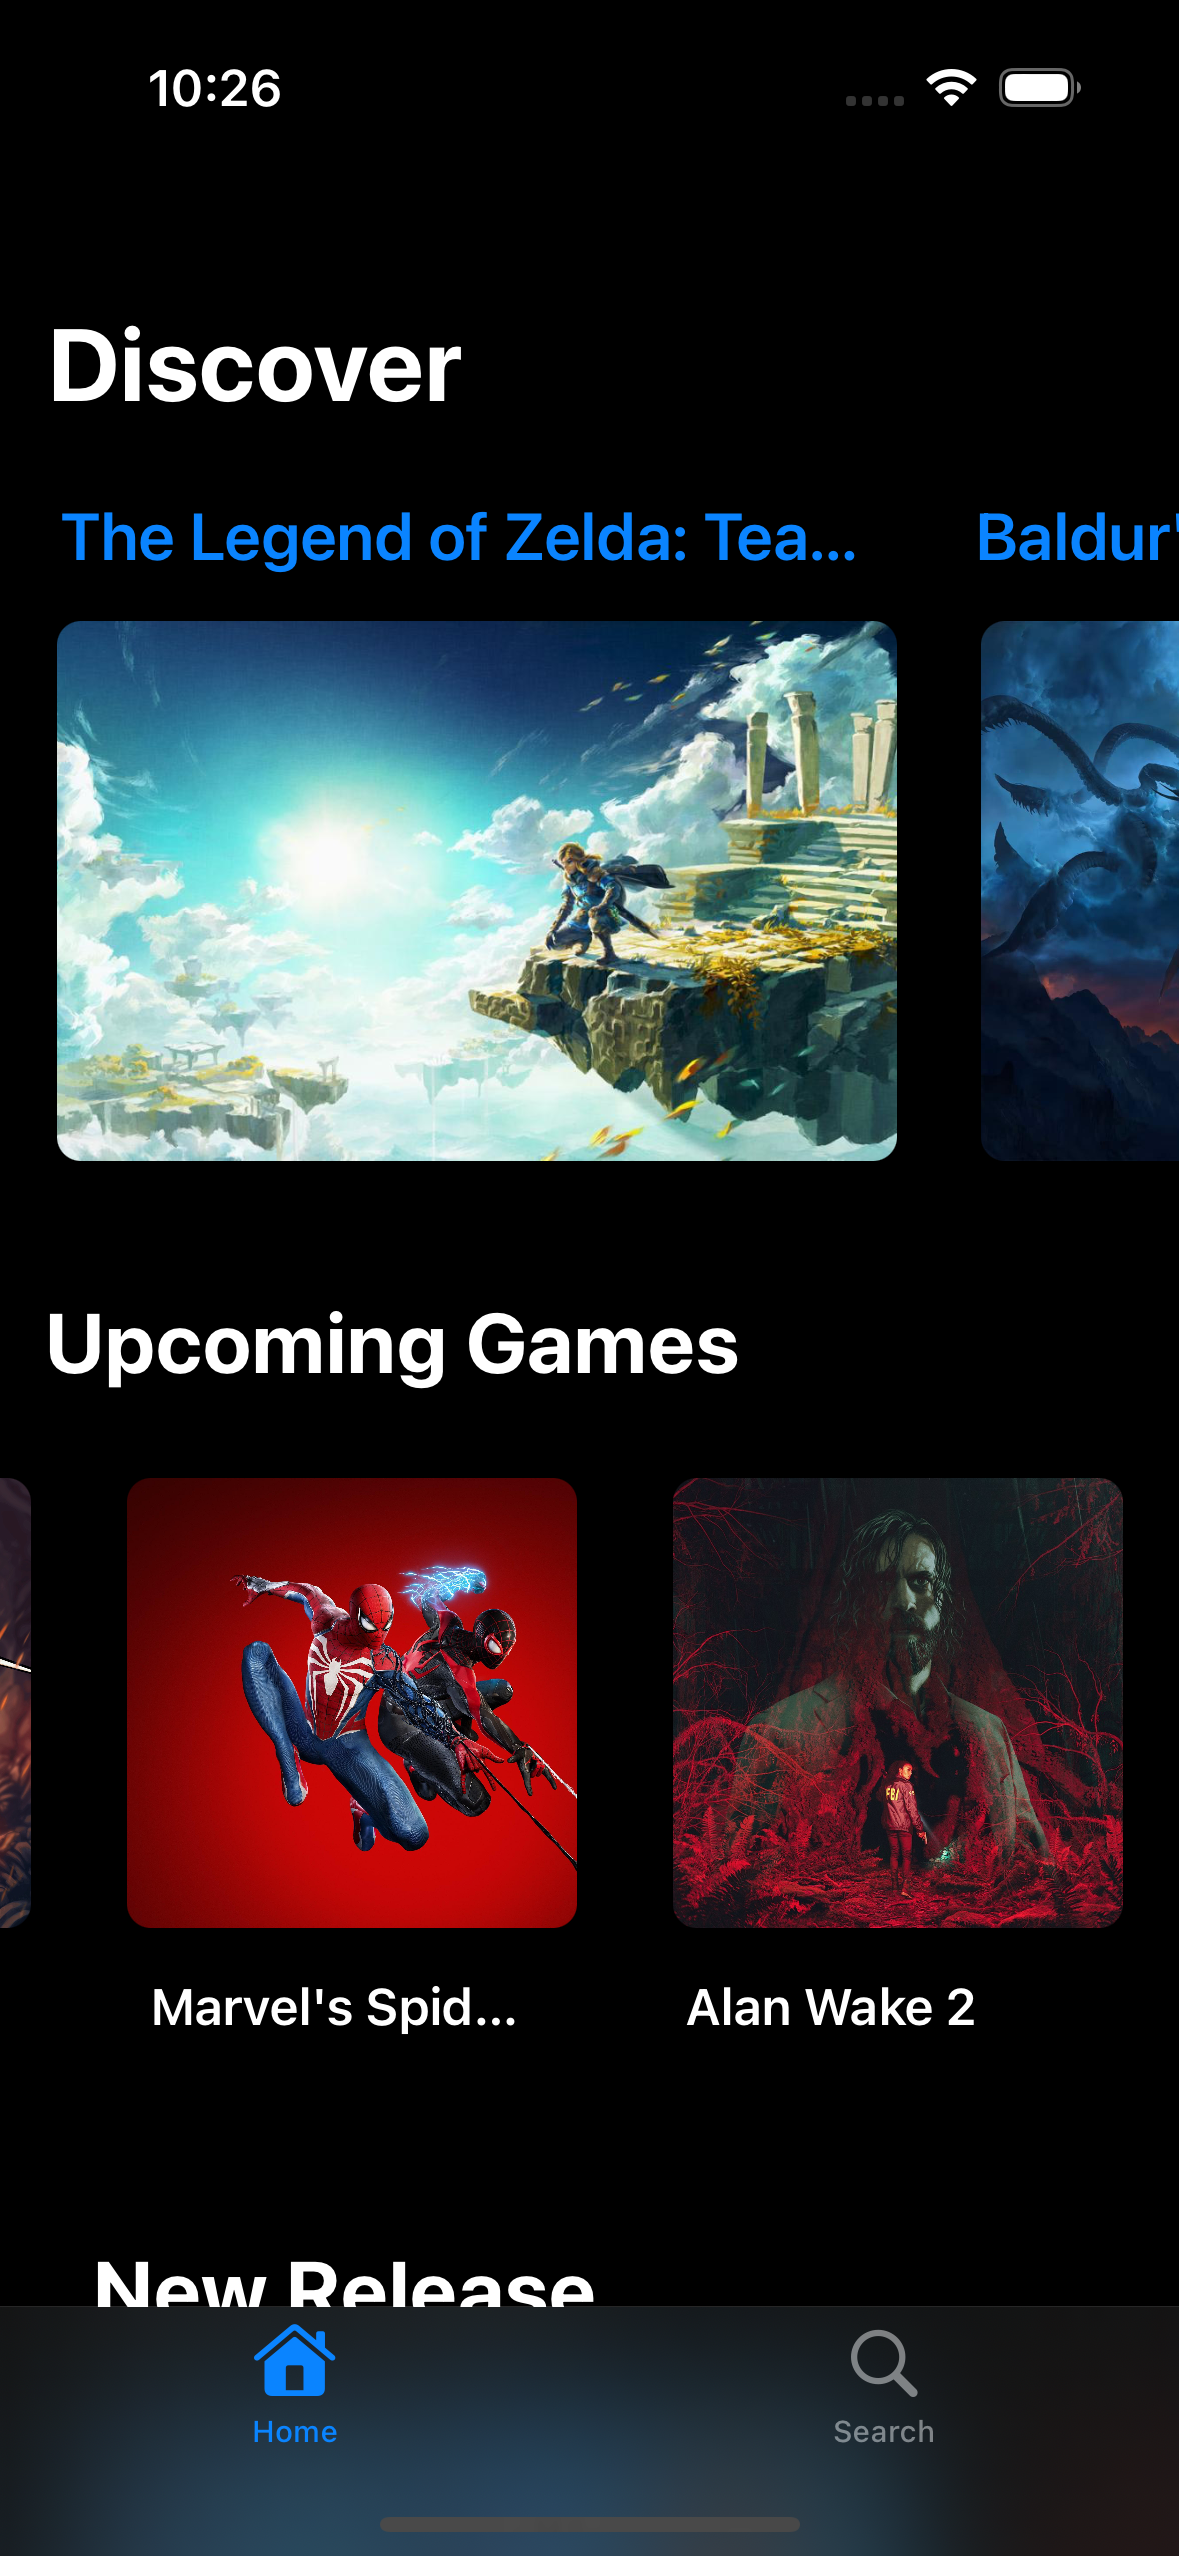 10:26
Discover
The Legend of Zelda: Tea...
Baldur'
Upcoming Games
FBI
Marvel's Spid...
Alan Wake 2
New Release
Home
Search